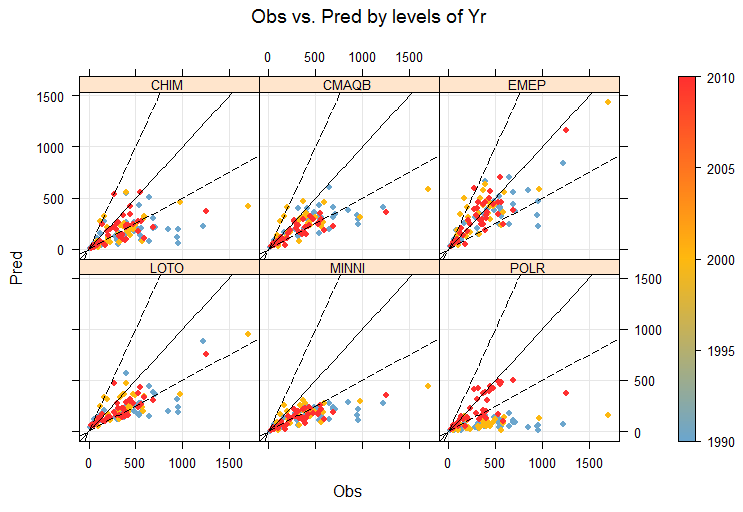 Obs vs. Pred by levels of Yr
0 500 1000 1500
CHIM CMAQB EMEP
1500
1000
500
0
2010
2005
2000
1995
1990
LOTO MINNI POLR
1500
1000
500
0
Pred
0 500 1000 1500 0 500 1000 1500
Obs